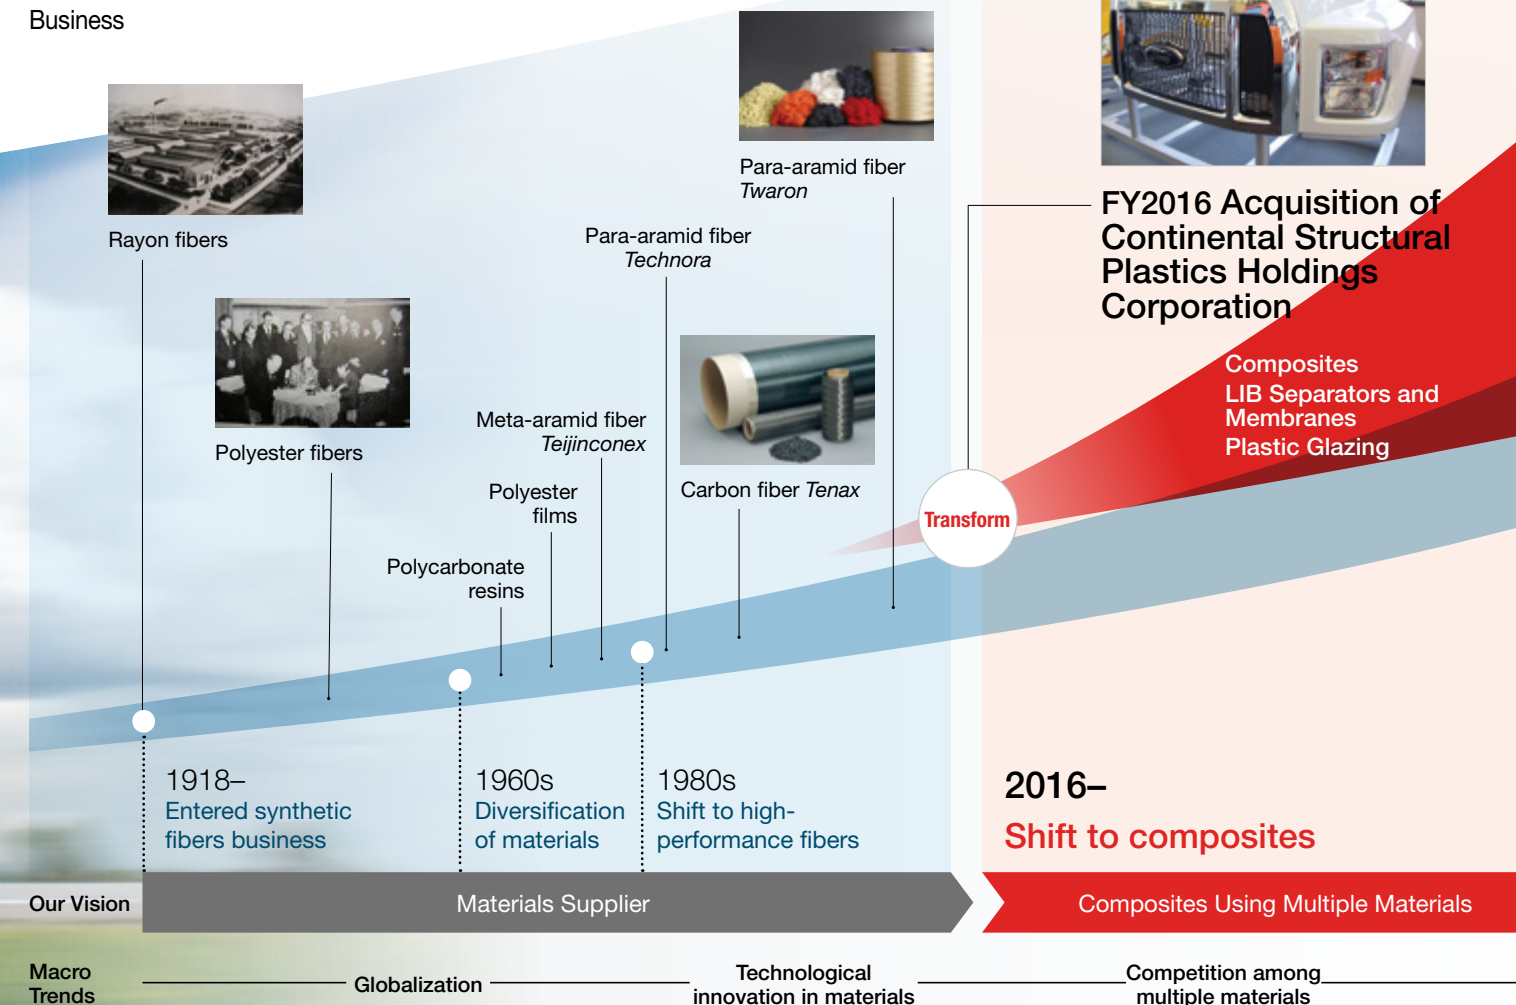 Business
Rayon fibers
Polyester fibers
Polycarbonate
resins
Polyester
films
Meta-aramid fiber
Teijinconex
Para-aramid fiber
Technora
Carbon fiber Tenax
Para-aramid fiber
Twaron
FY2016 Acquisition of
Continental Structural
Plastics Holdings
Corporation
Composites
LIB Separators and
Membranes
Plastic Glazing
Transform
1918–
Entered synthetic
fibers business
1960s
Diversification
of materials
1980s
Shift to high-
performance fibers
2016–
Shift to composites
Our Vision
Materials Supplier
Composites Using Multiple Materials
Macro
Trends
Globalization
Technological
innovation in materials
Competition among
multiple materials